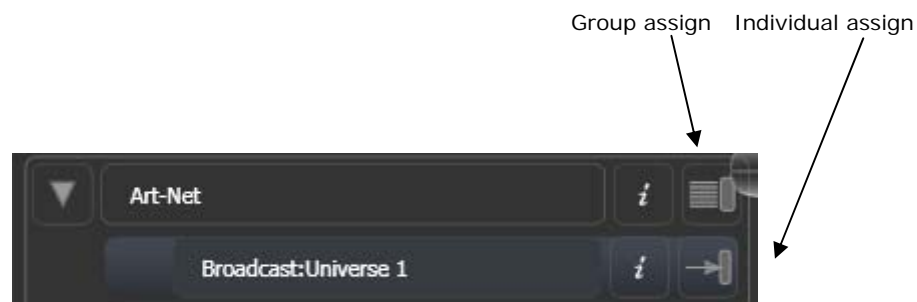 Group assign Individual assign
Art-Net i
Broadcast:Universe 1 i